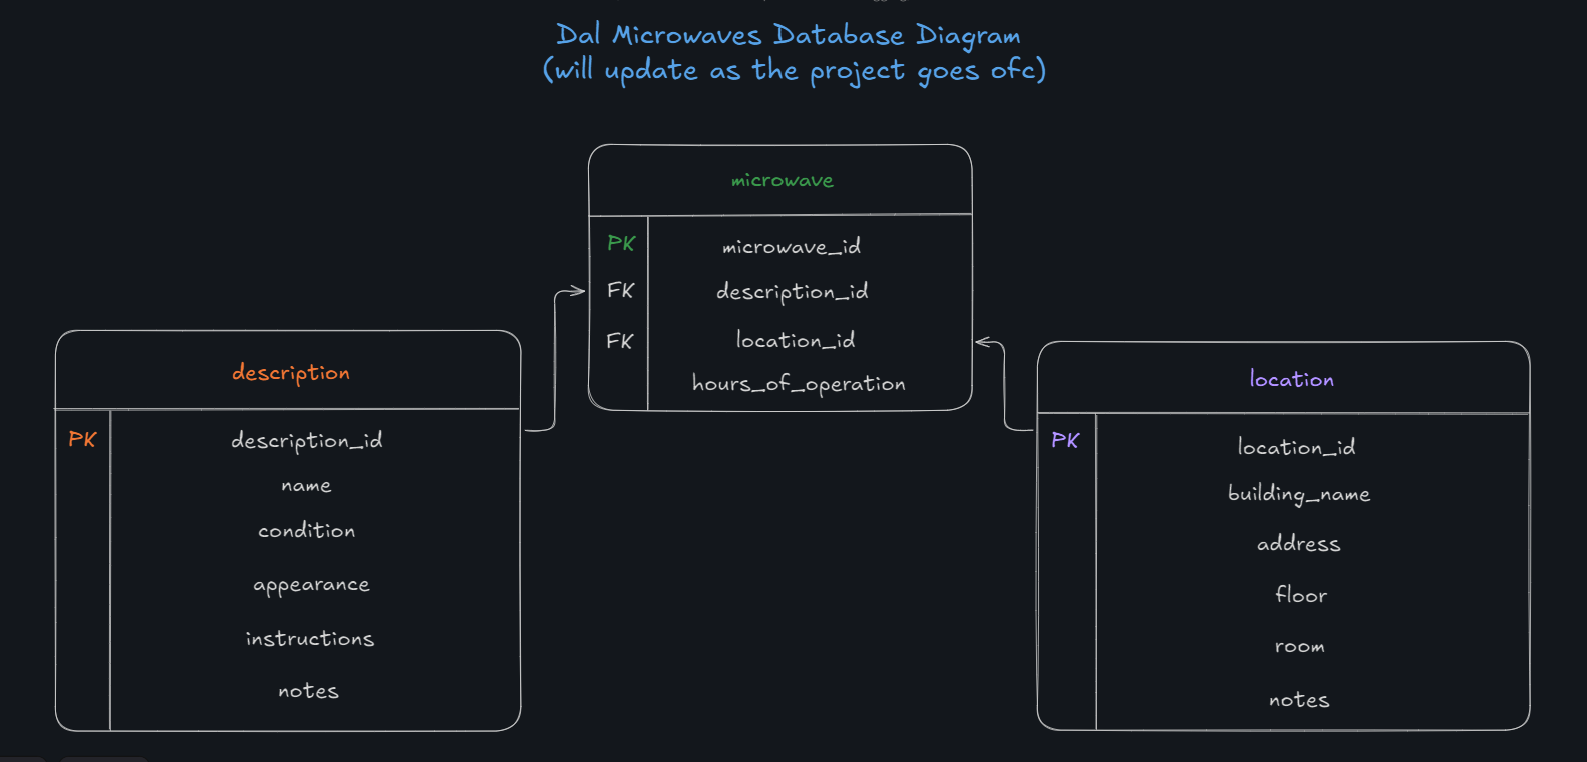 Dal Microwaves Database Diagram
(will update as the project goes ofc)
microwave
PK microwave_id
FK description_id
FK location_id
hours_of_operation
description
PK description_id
name
condition
appearance
instructions
notes
location
PK location_id
building_name
address
floor
room
notes